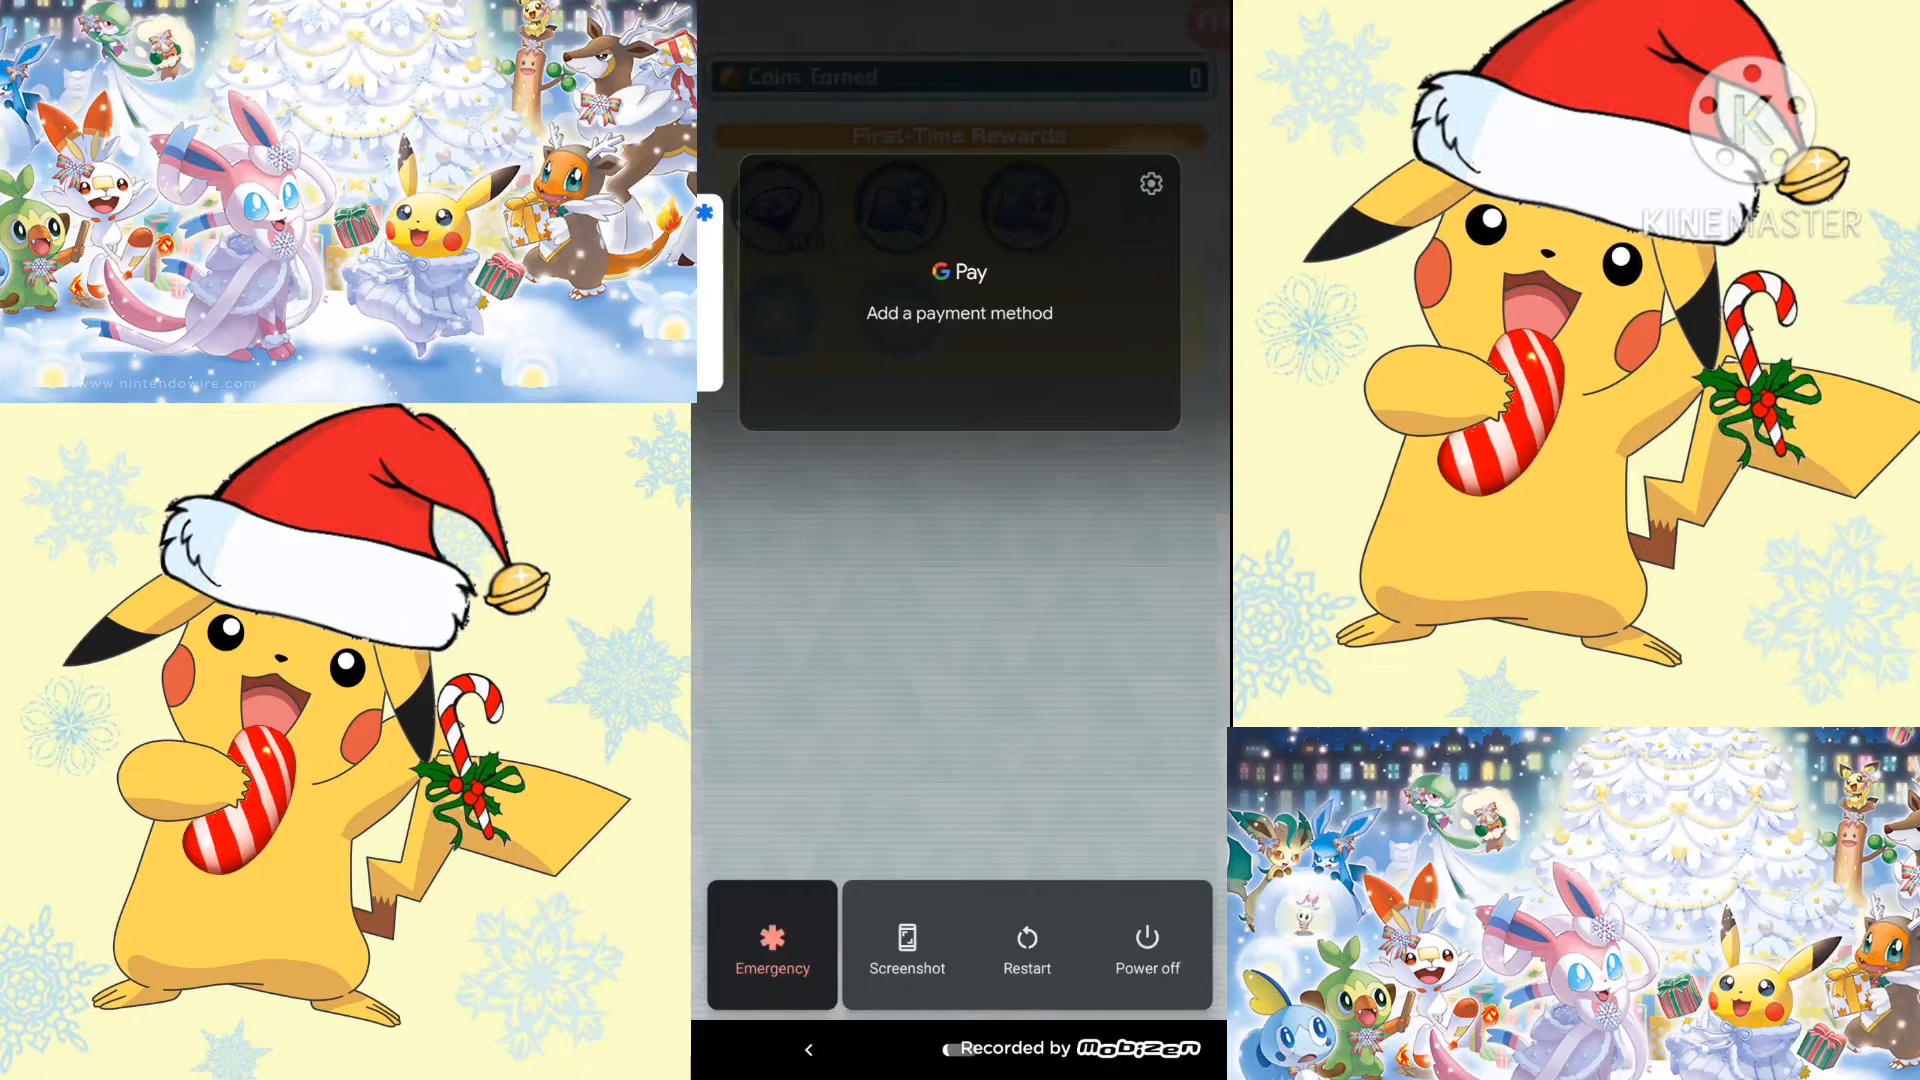 Coins Earned 0
First-Time Rewards
G Pay
Add a payment method
KINEMASTER
www.nintendowire.com
Emergency
Screenshot
Restart
Power off
Recorded by mobizen